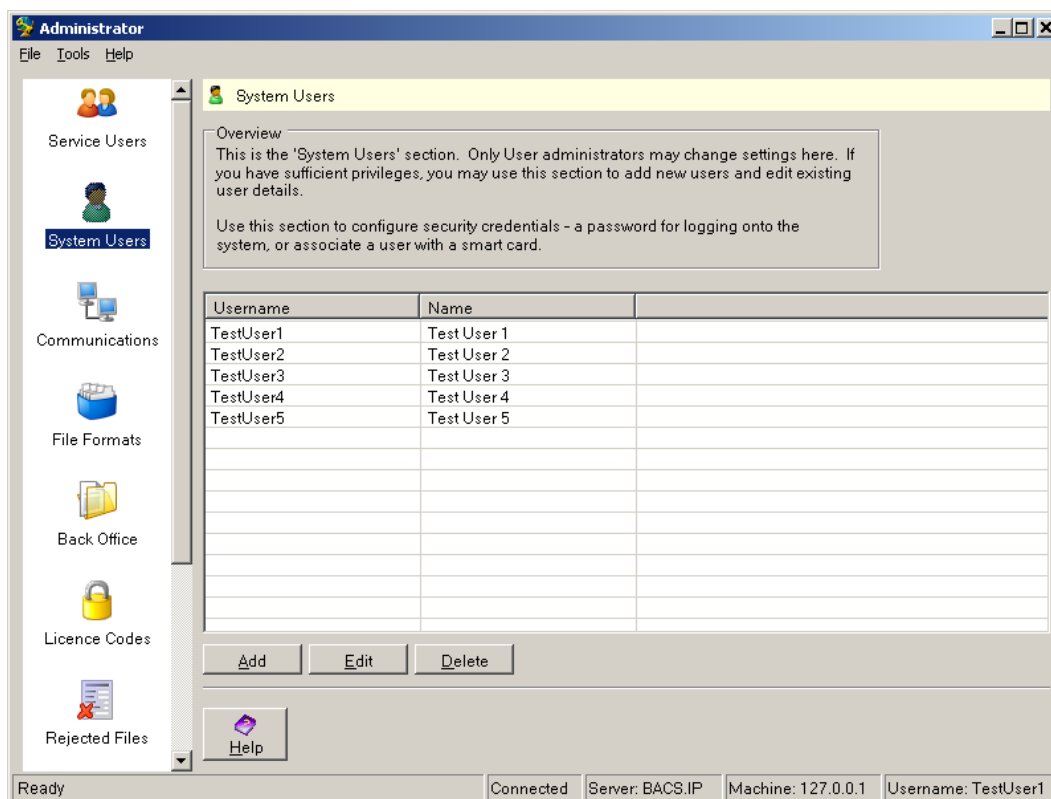 Administrator
File Tools Help
Service Users
System Users
Communications
File Formats
Back Office
Licence Codes
Rejected Files
System Users
Overview
This is the 'System Users' section. Only User administrators may change settings here. If
you have sufficient privileges, you may use this section to add new users and edit existing
user details.
Use this section to configure security credentials - a password for logging onto the
system, or associate a user with a smart card.
Username Name
TestUser1 Test User 1
TestUser2 Test User 2
TestUser3 Test User 3
TestUser4 Test User 4
TestUser5 Test User 5
Add Edit Delete
Help
Ready Connected Server: BACS.IP Machine: 127.0.0.1 Username: TestUser1